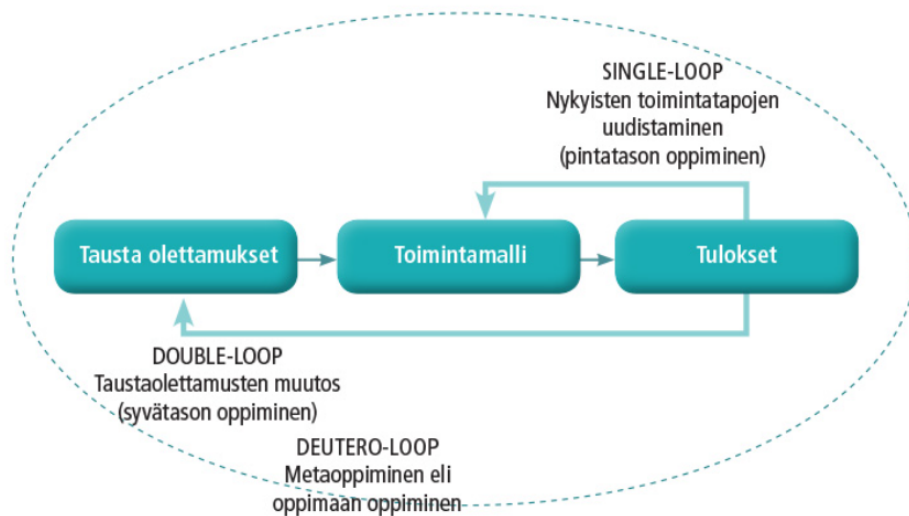 SINGLE-LOOP
Nykyisten toimintatapojen
uudistaminen
(pintatason oppiminen)
Tausta olettamukset
Toimintamalli
Tulokset
DOUBLE-LOOP
Taustaolettamusten muutos
(syvätason oppiminen)
DEUTERO-LOOP
Metaoppiminen eli
oppimaan oppiminen